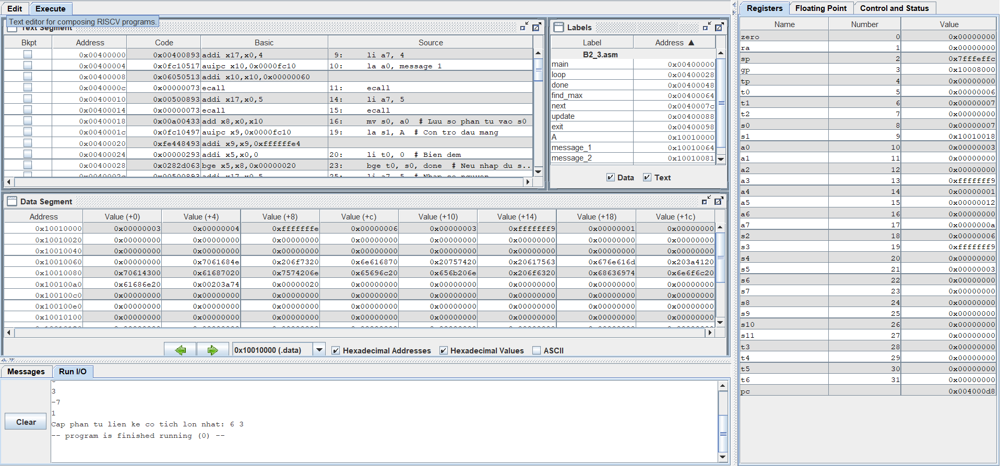 Edit Execute
Text editor for composing RISCV programs.
Text Segment
Bkpt Address Code Basic Source
0x00400000 0x00400893 addi x17,x0,4 9: li a7, 4
0x00400004 0x0fc10517 auipc x10,0x0000fc10 10: la a0, message 1
0x00400008 0x06050513 addi x10,x10,0x00000060
0x0040000c 0x00000073 ecall 11: ecall
0x00400010 0x00500893 addi x17,x0,5 14: li a7, 5
0x00400014 0x00000073 ecall 15: ecall
0x00400018 0x00a00433 add x8,x0,x10 16: mv s0, a0 # Luu so phan tu vao s0
0x0040001c 0x0fc10497 auipc x9,0x0000fc10 19: la s1, A # Con tro dau mang
0x00400020 0xfe448493 addi x9,x9,0xffffffe4
0x00400024 0x00000293 addi x5,x0,0 20: li t0, 0 # Bien dem
0x00400028 0x0282d063 bge x5,x8,0x00000020 23: bge t0, s0, done # Neu nhap du s...
0x0040002c 0x00500893 addi x17,x0,5 25: li a7, 5 # Nhap so nguyen
Labels
Label Address ▲
B2_3.asm
main 0x00400000
loop 0x00400028
done 0x00400048
find_max 0x00400064
next 0x0040007c
update 0x00400088
exit 0x00400098
A 0x10010000
message_1 0x10010064
message_2 0x10010081
Data Text
Data Segment
Address Value (+0) Value (+4) Value (+8) Value (+c) Value (+10) Value (+14) Value (+18) Value (+1c)
0x10010000 0x00000003 0x00000004 0xfffffffe 0x00000006 0x00000003 0xfffffff9 0x00000001 0x00000000
0x10010020 0x00000000 0x00000000 0x00000000 0x00000000 0x00000000 0x00000000 0x00000000 0x00000000
0x10010040 0x00000000 0x00000000 0x00000000 0x00000000 0x00000000 0x00000000 0x00000000 0x00000000
0x10010060 0x00000000 0x7061684e 0x206f7320 0x6e616870 0x20757420 0x20617563 0x676e616d 0x203a4120
0x10010080 0x70614300 0x61687020 0x7574206e 0x65696c20 0x656b206e 0x206f6320 0x68636974 0x6e6f6c20
0x100100a0 0x61686e20 0x00203a74 0x00000020 0x00000000 0x00000000 0x00000000 0x00000000 0x00000000
0x100100c0 0x00000000 0x00000000 0x00000000 0x00000000 0x00000000 0x00000000 0x00000000 0x00000000
0x100100e0 0x00000000 0x00000000 0x00000000 0x00000000 0x00000000 0x00000000 0x00000000 0x00000000
0x10010100 0x00000000 0x00000000 0x00000000 0x00000000 0x00000000 0x00000000 0x00000000 0x00000000
0x10010000 (.data) Hexadecimal Addresses Hexadecimal Values ASCII
Messages Run I/O
Clear
3
-7
1
Cap phan tu lien ke co tich lon nhat: 6 3
-- program is finished running (0) --
Registers Floating Point Control and Status
Name Number Value
zero 0 0x00000000
ra 1 0x00000000
sp 2 0x7fffeffc
gp 3 0x10008000
tp 4 0x00000000
t0 5 0x00000006
t1 6 0x00000007
t2 7 0x00000000
s0 8 0x00000007
s1 9 0x10010018
a0 10 0x00000003
a1 11 0x00000000
a2 12 0x00000000
a3 13 0xfffffff9
a4 14 0x00000001
a5 15 0x00000012
a6 16 0x00000000
a7 17 0x0000000a
s2 18 0x00000006
s3 19 0xfffffff9
s4 20 0x00000000
s5 21 0x00000003
s6 22 0x00000000
s7 23 0x00000000
s8 24 0x00000000
s9 25 0x00000000
s10 26 0x00000000
s11 27 0x00000000
t3 28 0x00000000
t4 29 0x00000000
t5 30 0x00000000
t6 31 0x00000000
pc 0x004000d8